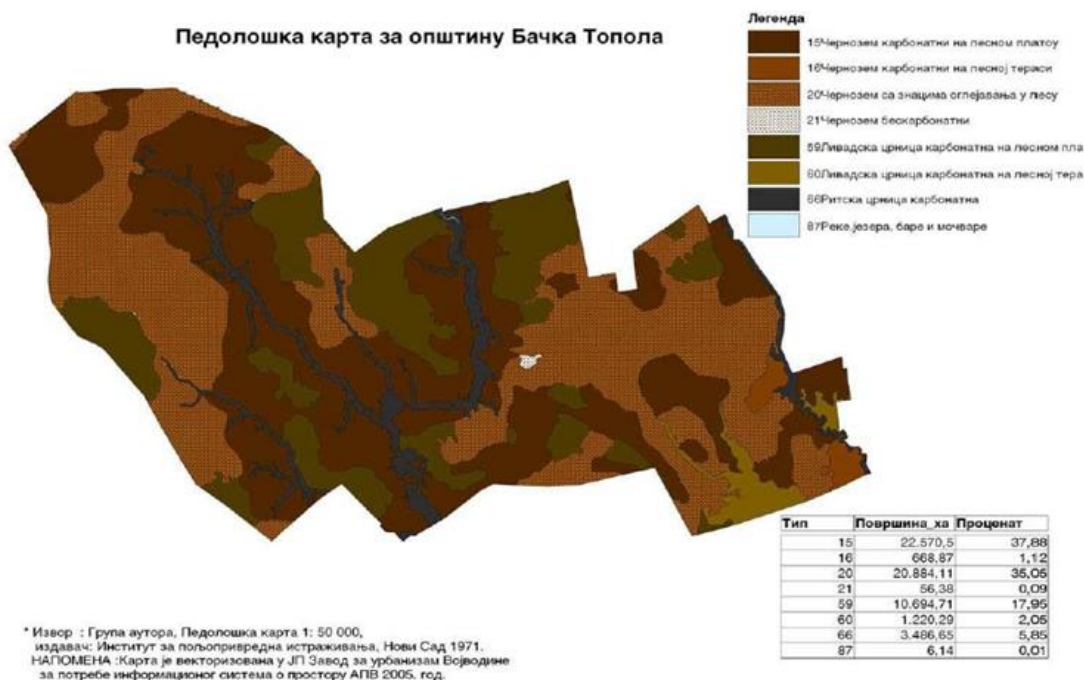 Педолошка карта за општину Бачка Топола
Легенда
15Чернозем карбонатни на лесном платоу
16Чернозем карбонатни на лесној тераси
20Чернозем са знацима оглејавања у лесу
21Чернозем бескарбонатни
59Ливадска црница карбонатна на лесном пла
60Ливадска црница карбонатна на лесној тера
66Ритска црница карбонатна
87Реке,језера, баре и мочваре
Тип Површина_ха Проценат
15 22.570,5 37,88
16 668,87 1,12
20 20.884,11 35,05
21 56,38 0,09
59 10.694,71 17,95
60 1.220,29 2,05
66 3.486,65 5,85
87 6,14 0,01
* Извор : Група аутора, Педолошка карта 1: 50 000,
издавач: Институт за пољопривредна истраживања, Нови Сад 1971.
НАПОМЕНА :Карта је векторизована у ЈП Завод за урбанизам Војводине
за потребе информационог система о простору АПВ 2005. год.